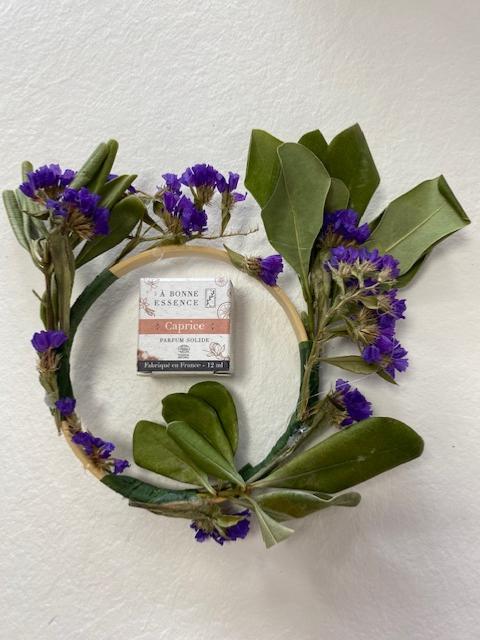 À BONNE
ESSENCE
Caprice
PARFUM SOLIDE
Fabriqué en France - 12 ml